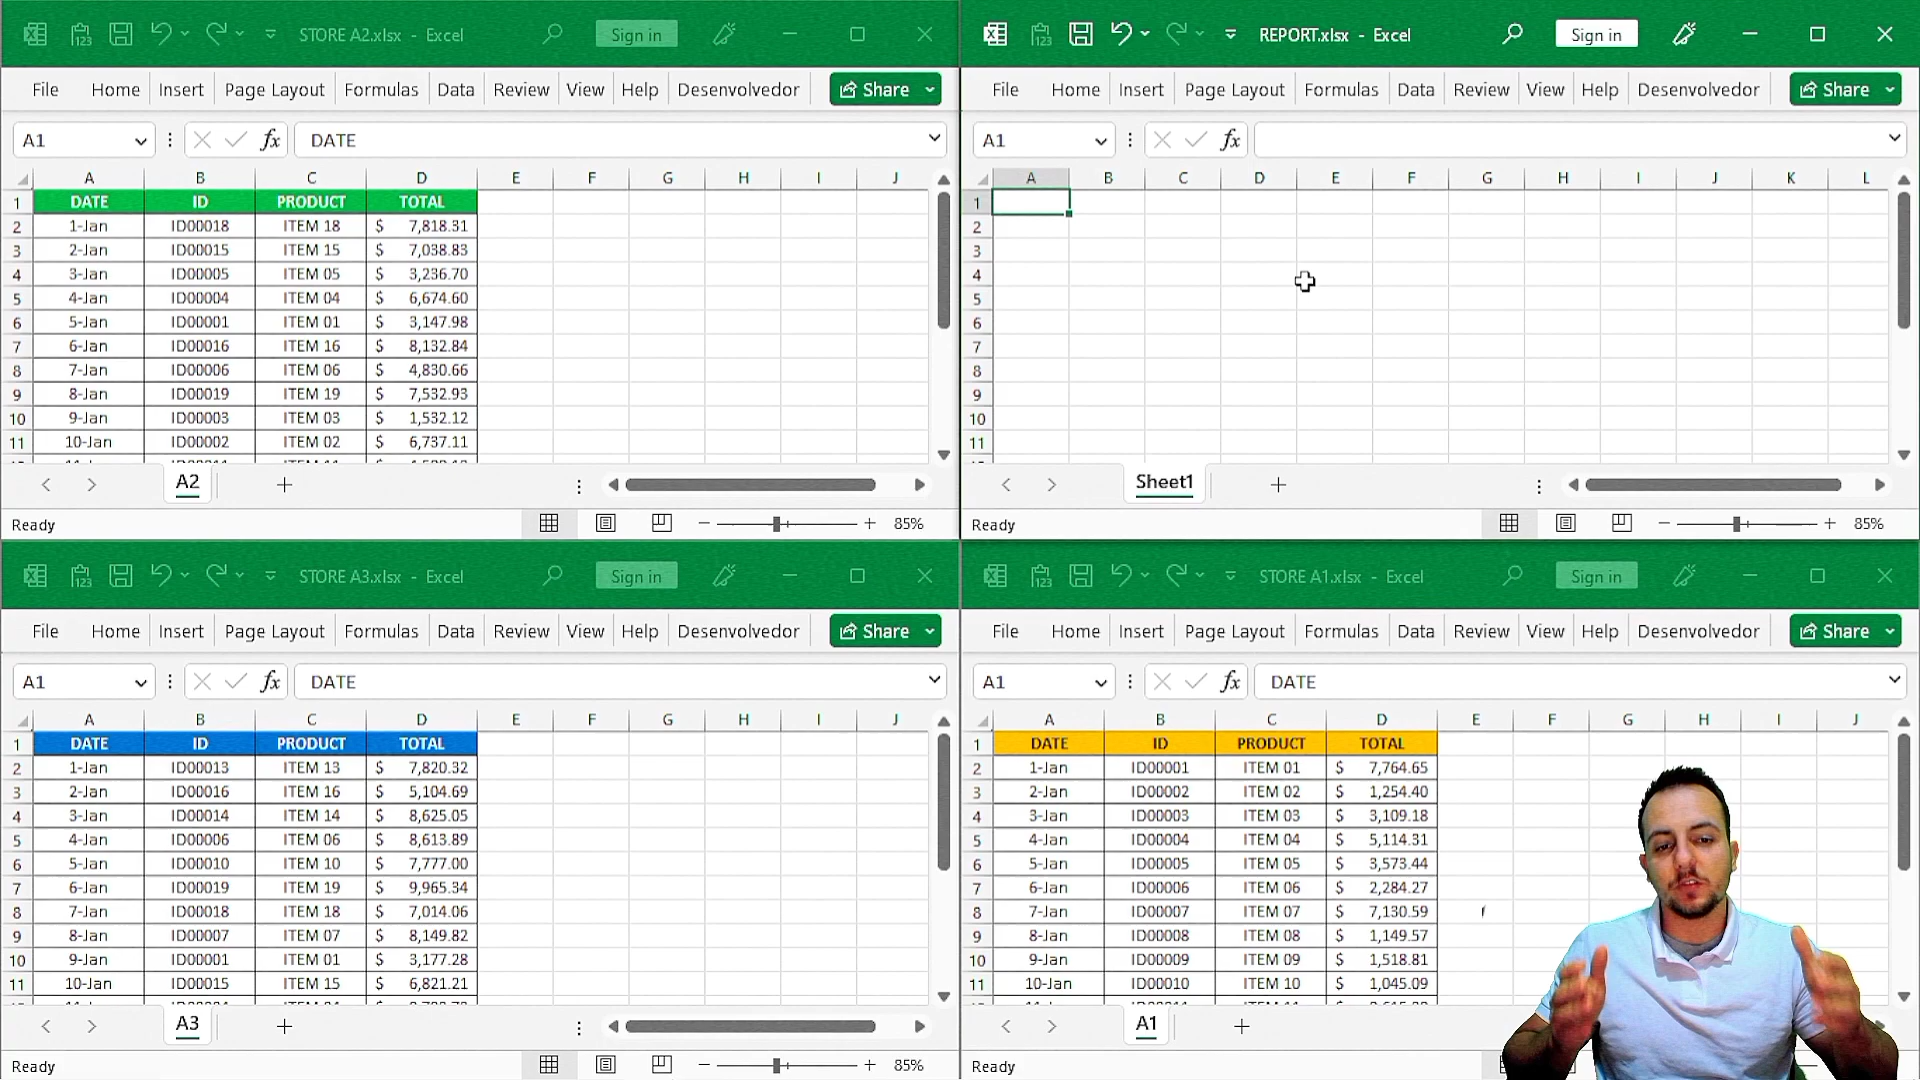 STORE A2.xlsx - Excel
Sign in
File Home Insert Page Layout Formulas Data Review View Help Desenvolvedor Share
A1 fx DATE
A B C D E F G H I J
1 DATE ID PRODUCT TOTAL
2 1-Jan ID00018 ITEM 18 $ 7,818.31
3 2-Jan ID00015 ITEM 15 $ 7,038.83
4 3-Jan ID00005 ITEM 05 $ 3,236.70
5 4-Jan ID00004 ITEM 04 $ 6,674.60
6 5-Jan ID00001 ITEM 01 $ 3,147.98
7 6-Jan ID00016 ITEM 16 $ 8,132.84
8 7-Jan ID00006 ITEM 06 $ 4,830.66
9 8-Jan ID00019 ITEM 19 $ 7,532.93
10 9-Jan ID00003 ITEM 03 $ 1,532.12
11 10-Jan ID00002 ITEM 02 $ 6,737.11
A2
Ready 85%
REPORT.xlsx - Excel
Sign in
File Home Insert Page Layout Formulas Data Review View Help Desenvolvedor Share
A1 fx
A B C D E F G H I J K L
1
2
3
4
5
6
7
8
9
10
11
Sheet1
Ready 85%
STORE A3.xlsx - Excel
Sign in
File Home Insert Page Layout Formulas Data Review View Help Desenvolvedor Share
A1 fx DATE
A B C D E F G H I J
1 DATE ID PRODUCT TOTAL
2 1-Jan ID00013 ITEM 13 $ 7,820.32
3 2-Jan ID00016 ITEM 16 $ 5,104.69
4 3-Jan ID00014 ITEM 14 $ 8,625.05
5 4-Jan ID00006 ITEM 06 $ 8,613.89
6 5-Jan ID00010 ITEM 10 $ 7,777.00
7 6-Jan ID00019 ITEM 19 $ 9,965.34
8 7-Jan ID00018 ITEM 18 $ 7,014.06
9 8-Jan ID00007 ITEM 07 $ 8,149.82
10 9-Jan ID00001 ITEM 01 $ 3,177.28
11 10-Jan ID00015 ITEM 15 $ 6,821.21
A3
Ready 85%
STORE A1.xlsx - Excel
Sign in
File Home Insert Page Layout Formulas Data Review View Help Desenvolvedor Share
A1 fx DATE
A B C D E F G H I J
1 DATE ID PRODUCT TOTAL
2 1-Jan ID00001 ITEM 01 $ 7,764.65
3 2-Jan ID00002 ITEM 02 $ 1,254.40
4 3-Jan ID00003 ITEM 03 $ 3,109.18
5 4-Jan ID00004 ITEM 04 $ 5,114.31
6 5-Jan ID00005 ITEM 05 $ 3,573.44
7 6-Jan ID00006 ITEM 06 $ 2,284.27
8 7-Jan ID00007 ITEM 07 $ 7,130.59
9 8-Jan ID00008 ITEM 08 $ 1,149.57
10 9-Jan ID00009 ITEM 09 $ 1,518.81
11 10-Jan ID00010 ITEM 10 $ 1,045.09
A1
Ready